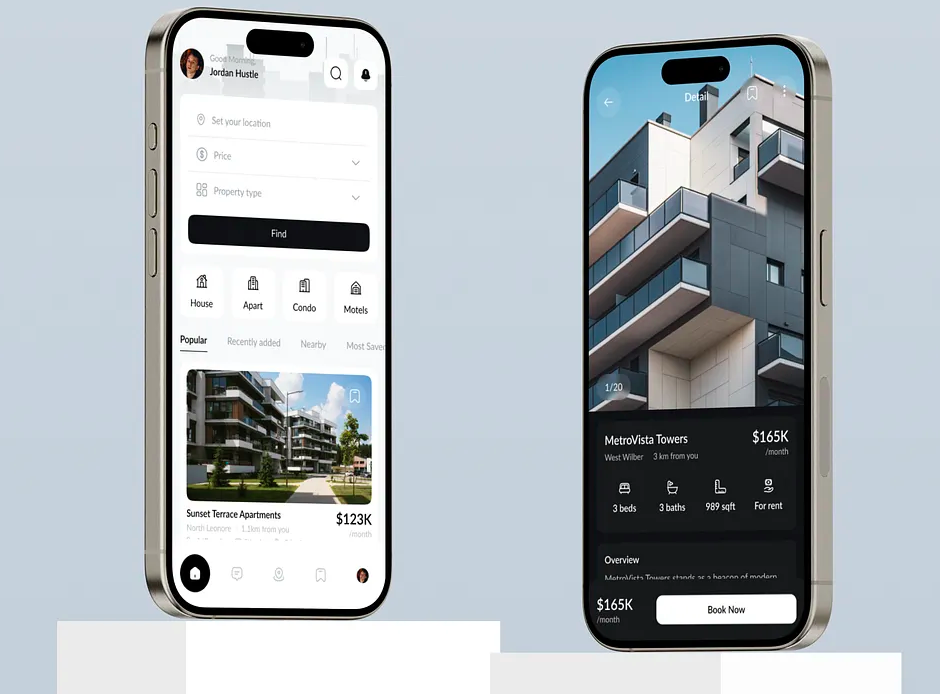 Good Morning,
Jordan Hustle
Set your location
Price
Property type
Find
House
Apart
Condo
Motels
Popular
Recently added
Nearby
Most Saved
Sunset Terrace Apartments
$123K
North Leonore
1.1km from you
/month
Detail
1/20
MetroVista Towers
$165K
West Wilber
3 km from you
/month
3 beds
3 baths
989 sqft
For rent
Overview
MetroVista Towers stands as a beacon of modern
$165K
/month
Book Now